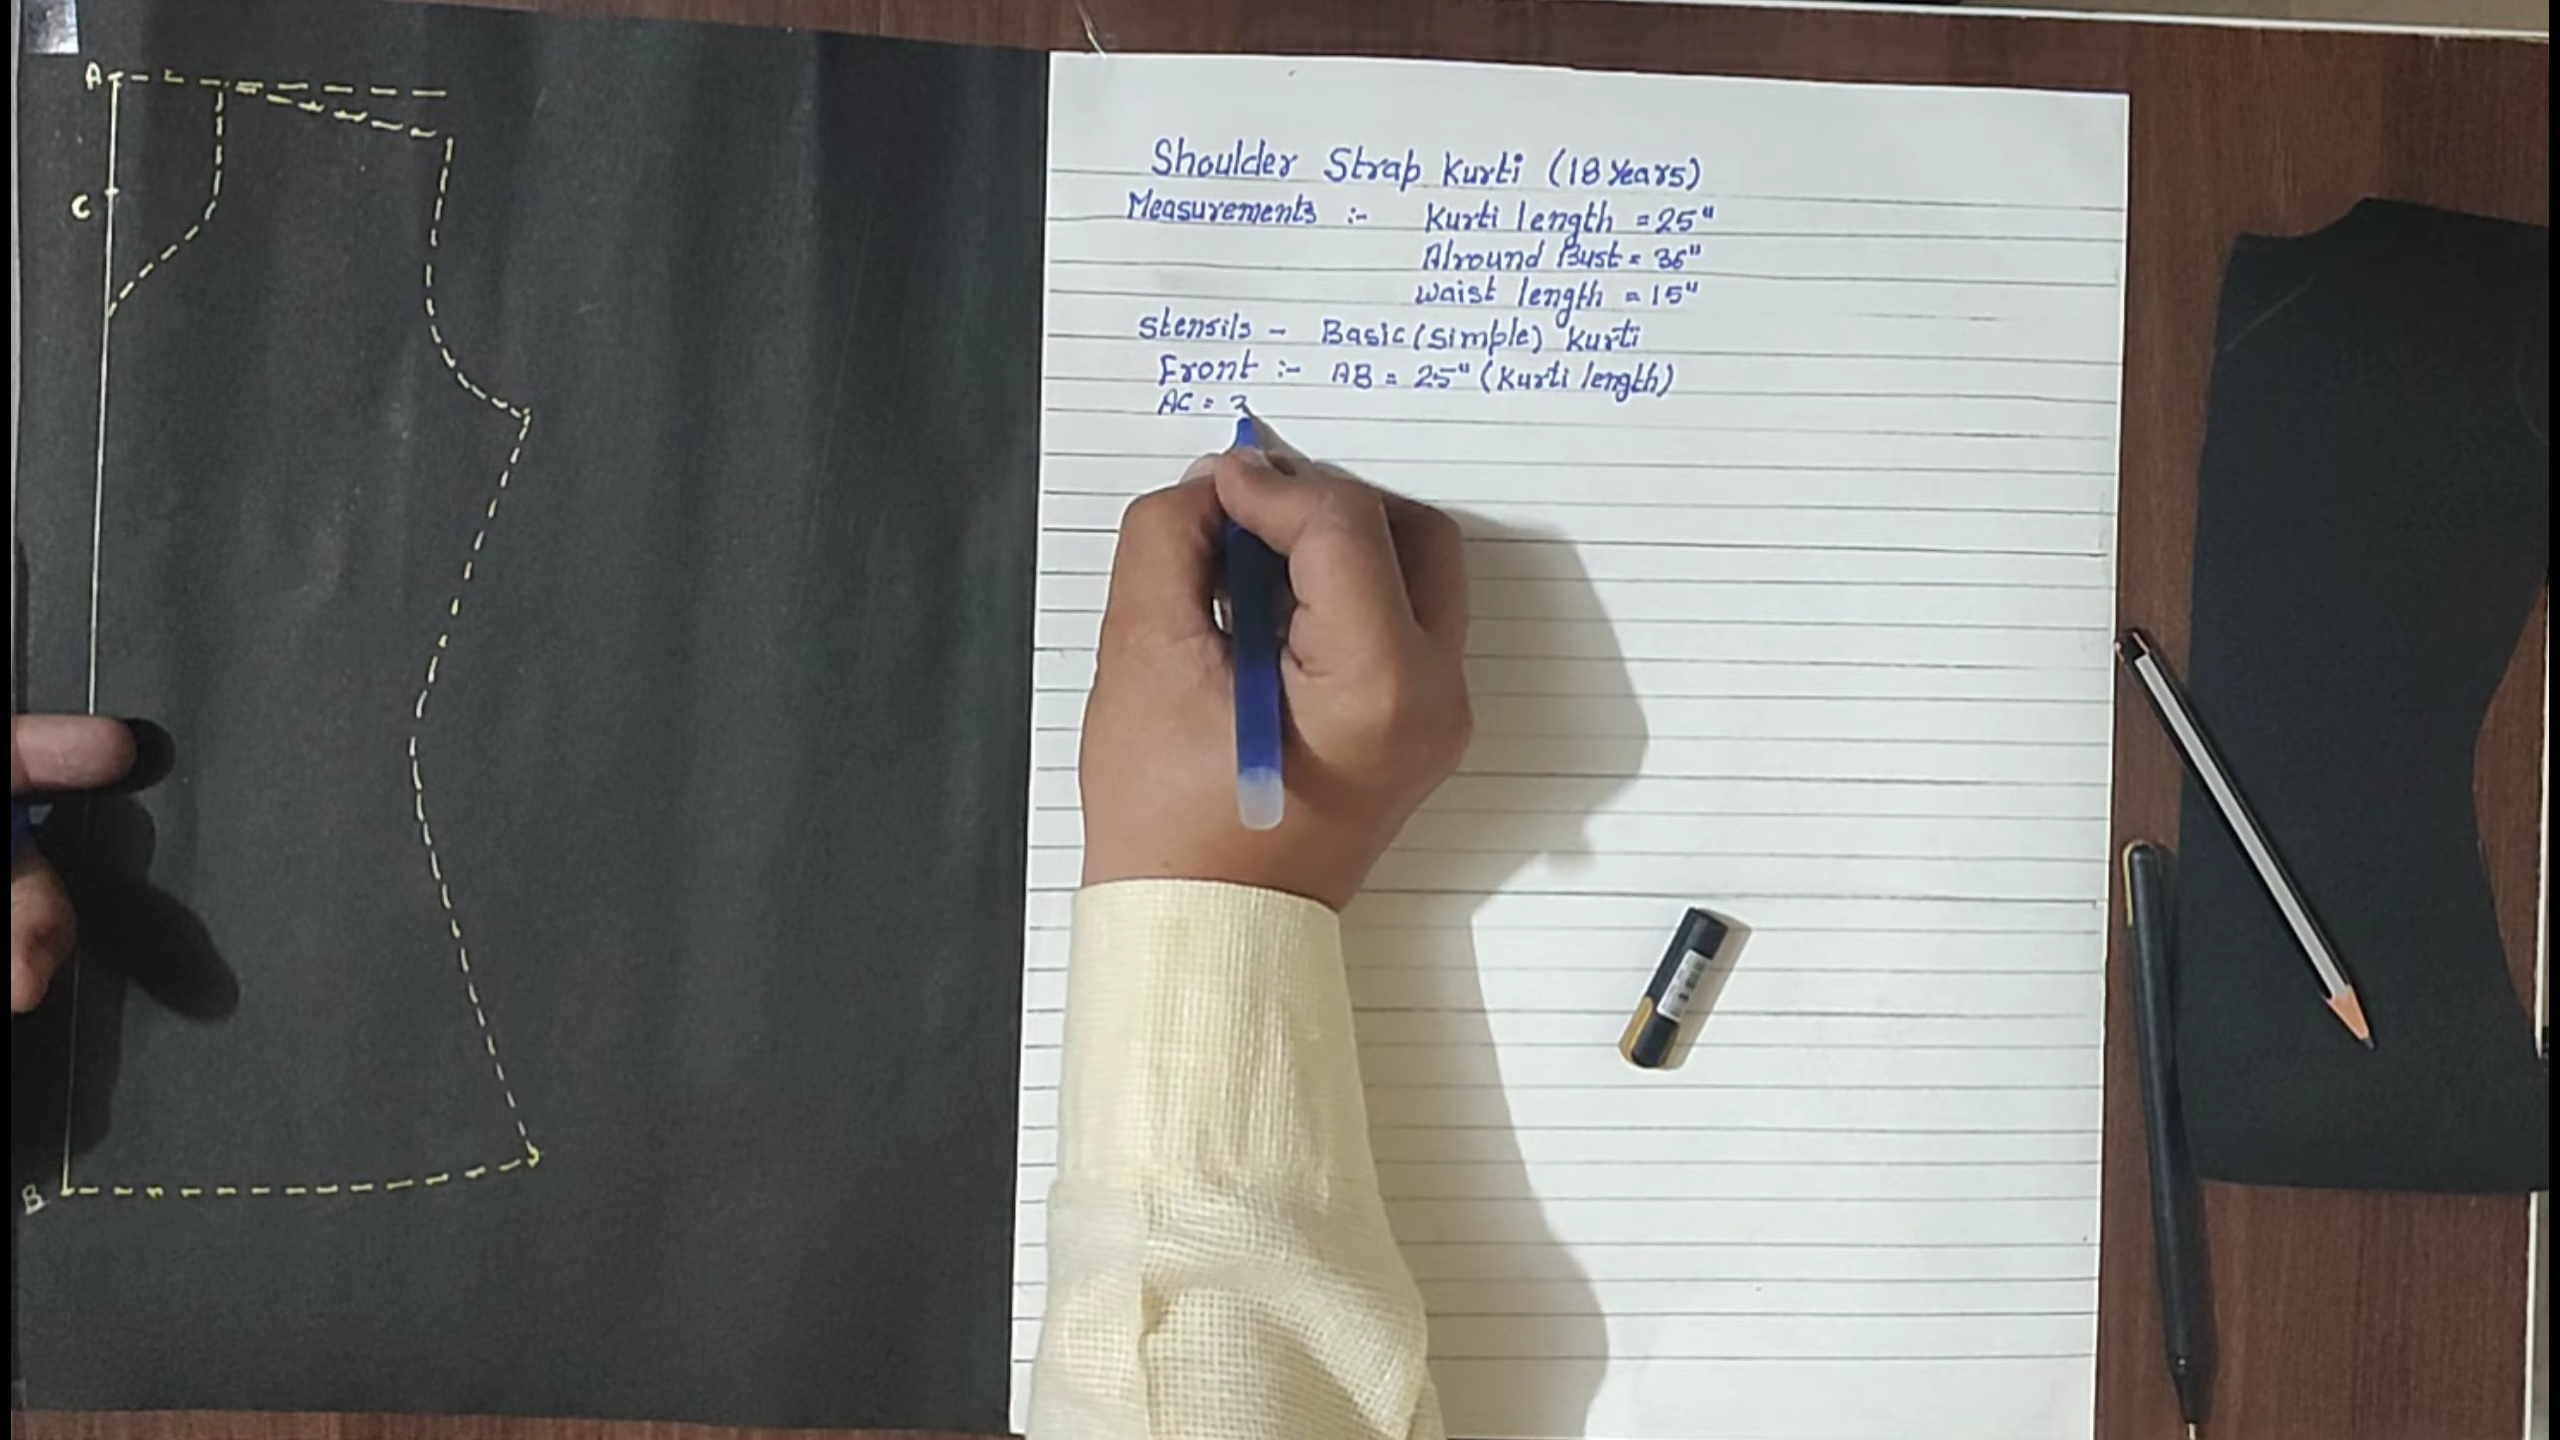 A
C
B
Shoulder Strap Kurti (18 Years)
Measurements :- Kurti length = 25"
Alround Bust = 36"
Waist length = 15"
Stensils - Basic (Simple) Kurti
Front :- AB = 25" (Kurti length)
AC =